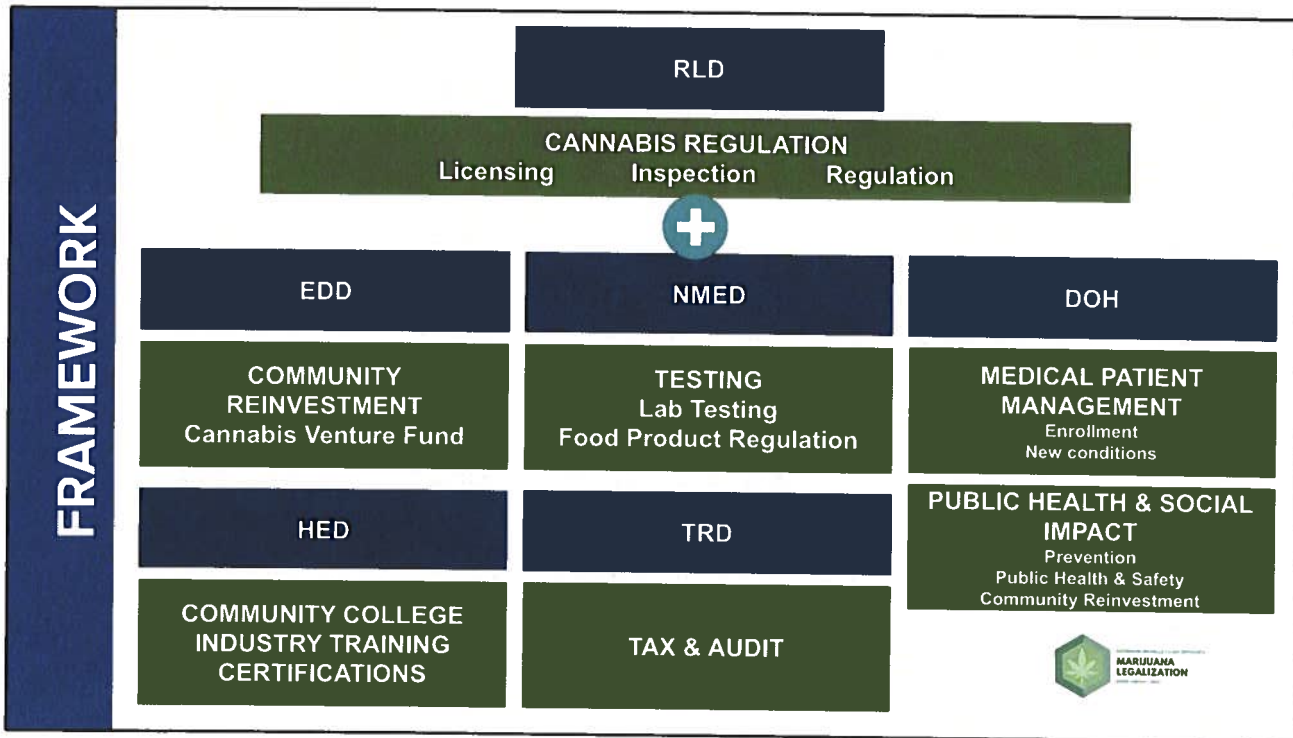 FRAMEWORK
RLD
CANNABIS REGULATION
Licensing Inspection Regulation
EDD
COMMUNITY
REINVESTMENT
Cannabis Venture Fund
NMED
TESTING
Lab Testing
Food Product Regulation
DOH
MEDICAL PATIENT
MANAGEMENT
Enrollment
New conditions
PUBLIC HEALTH & SOCIAL
IMPACT
Prevention
Public Health & Safety
Community Reinvestment
HED
COMMUNITY COLLEGE
INDUSTRY TRAINING
CERTIFICATIONS
TRD
TAX & AUDIT
MARIJUANA
LEGALIZATION